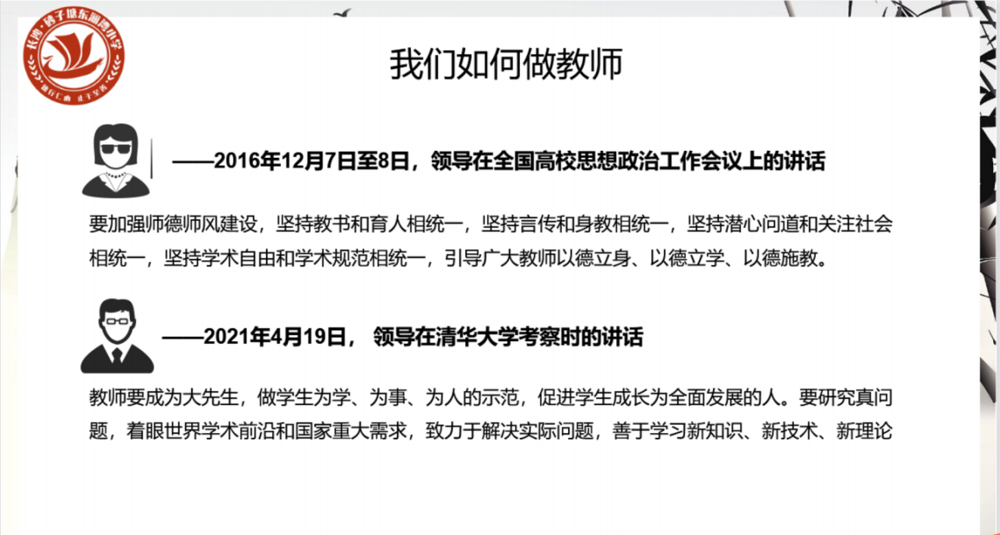 长沙·砖子塘东澜湾小学
我们如何做教师
——2016年12月7日至8日，领导在全国高校思想政治工作会议上的讲话
要加强师德师风建设，坚持教书和育人相统一，坚持言传和身教相统一，坚持潜心问道和关注社会
相统一，坚持学术自由和学术规范相统一，引导广大教师以德立身、以德立学、以德施教。
——2021年4月19日， 领导在清华大学考察时的讲话
教师要成为大先生，做学生为学、为事、为人的示范，促进学生成长为全面发展的人。要研究真问
题，着眼世界学术前沿和国家重大需求，致力于解决实际问题，善于学习新知识、新技术、新理论